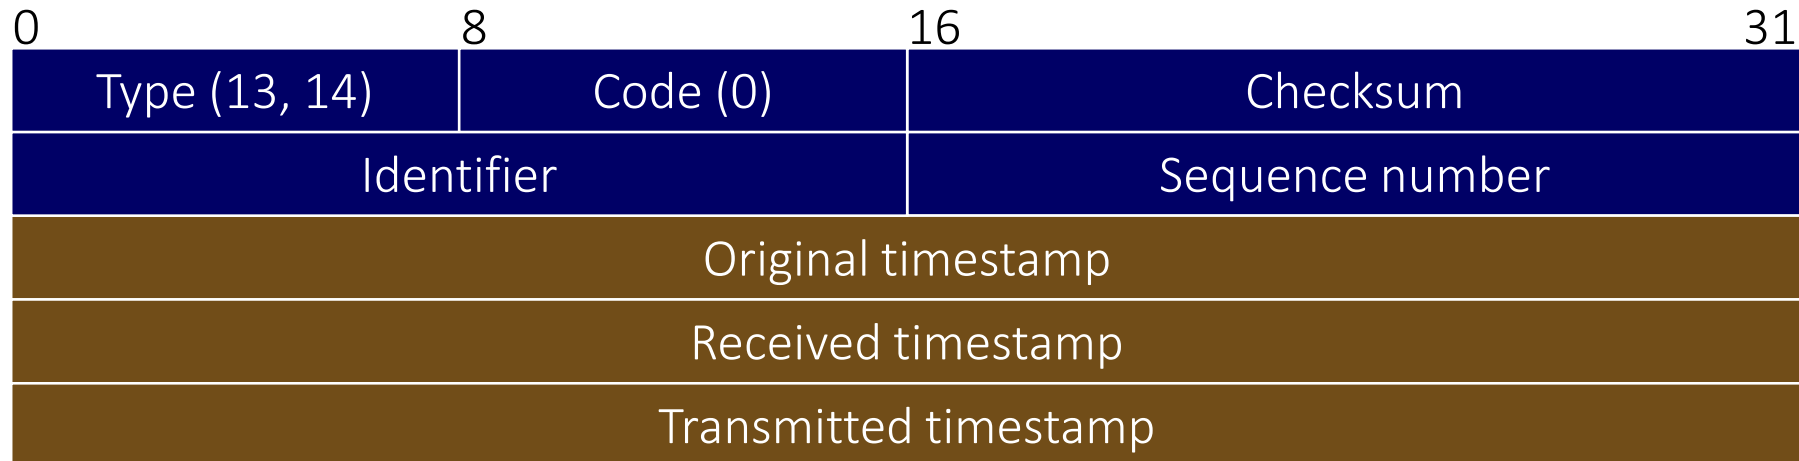 0 8 16 31
Type (13, 14) Code (0) Checksum
Identifier Sequence number
Original timestamp
Received timestamp
Transmitted timestamp